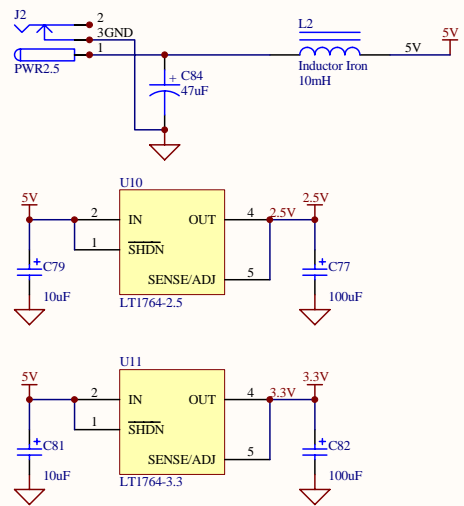 J2
2
3GND
1
PWR2.5
C84
47uF
L2
Inductor Iron
10mH
5V
5V
U10
5V
2 IN OUT 4 2.5V 2.5V
1 SHDN
SENSE/ADJ 5
C79
10uF
C77
100uF
LT1764-2.5
U11
5V
2 IN OUT 4 3.3V 3.3V
1 SHDN
SENSE/ADJ 5
C81
10uF
C82
100uF
LT1764-3.3